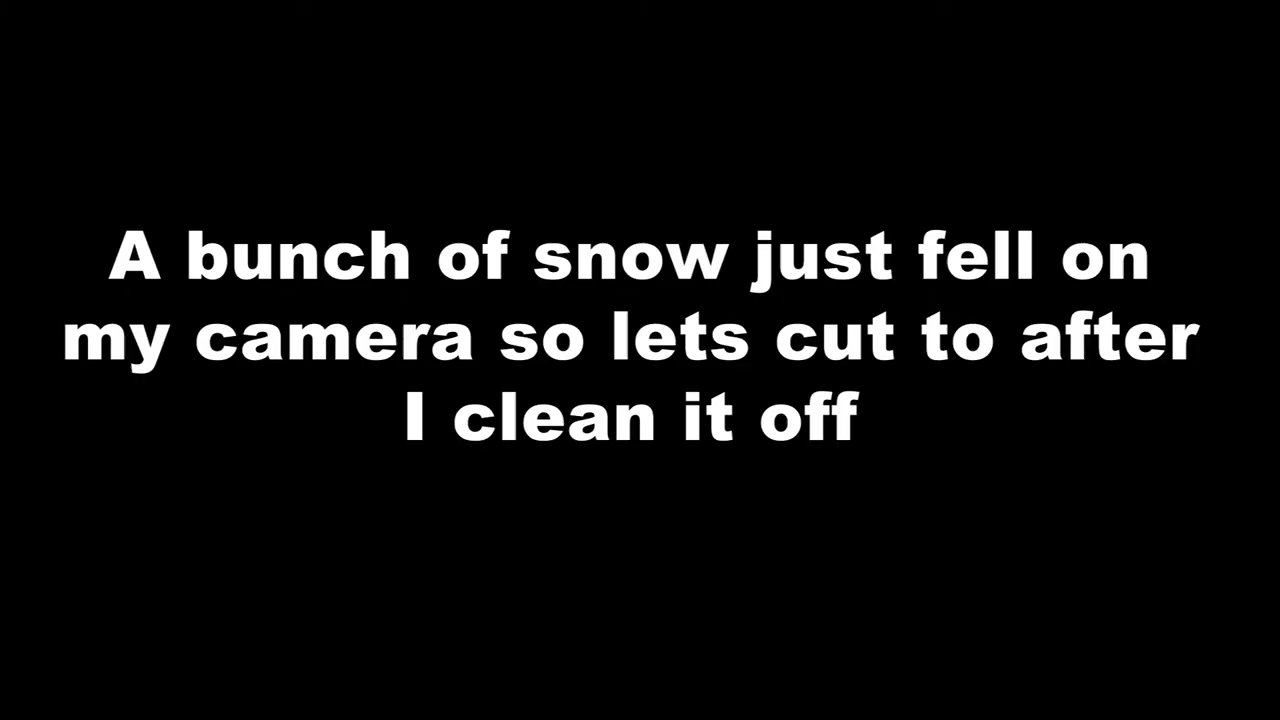 A bunch of snow just fell on
my camera so lets cut to after
I clean it off